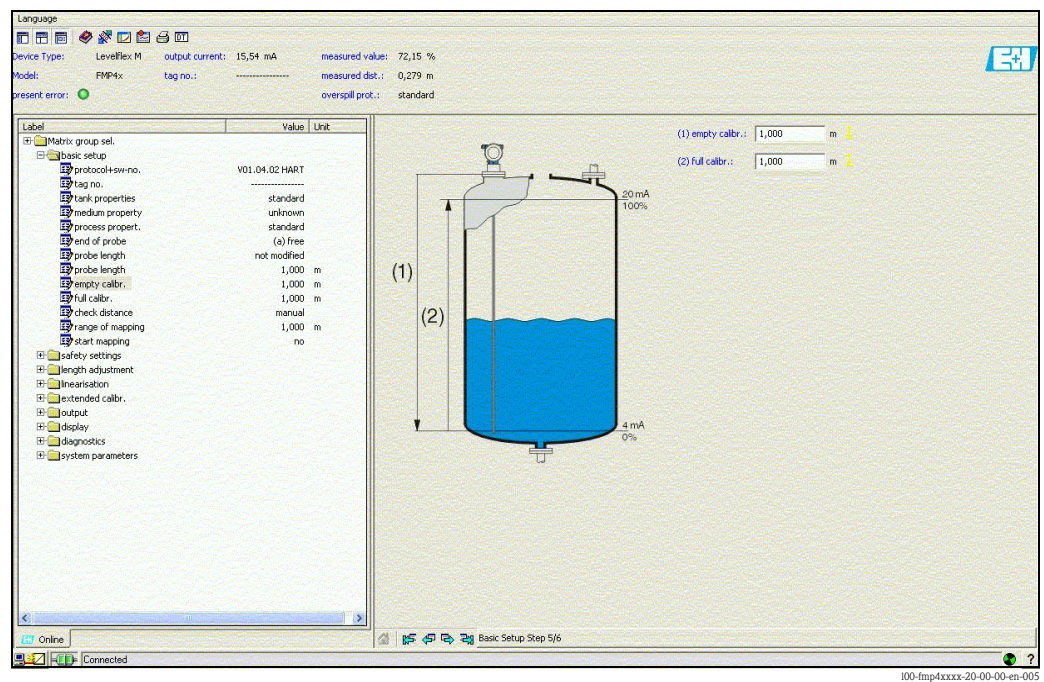 Language
Device Type: Levelflex M output current: 15,54 mA measured value: 72,15 %
Model: FMP4x tag no.: ---------------- measured dist.: 0,279 m
present error: overspill prot.: standard
E+H
Label Value Unit
Matrix group sel.
basic setup
protocol+sw-no. V01.04.02 HART
tag no. ----------------
tank properties standard
medium property unknown
process propert. standard
end of probe (a) free
probe length not modified
probe length 1,000 m
empty calibr. 1,000 m
full calibr. 1,000 m
check distance manual
range of mapping 1,000 m
start mapping no
safety settings
length adjustment
linearisation
extended calibr.
output
display
diagnostics
system parameters
(1) empty calibr.: 1,000 m
(2) full calibr.: 1,000 m
20 mA
100%
(1)
(2)
4 mA
0%
Online
Basic Setup Step 5/6
Connected
?
l00-fmp4xxxx-20-00-00-en-005